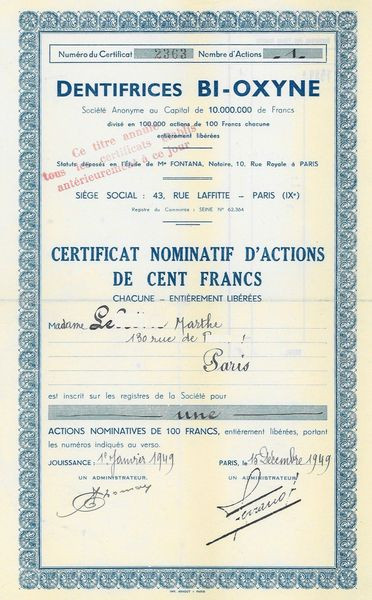 Numéro du Certificat 2363 Nombre d'Actions 1
DENTIFRICES BI-OXYNE
Société Anonyme au Capital de 10.000.000 de Francs
divisé en 100.000 actions de 100 Francs chacune
entièrement libérées
Ce titre annule
tous les certificats établis
antérieurement à ce jour
Statuts déposés en l'Étude de Me FONTANA, Notaire, 10, Rue Royale à PARIS
SIÈGE SOCIAL : 43, RUE LAFFITTE - PARIS (IXe)
Registre du Commerce : SEINE No 62.364
CERTIFICAT NOMINATIF D'ACTIONS
DE CENT FRANCS
CHACUNE - ENTIÈREMENT LIBÉRÉES
Madame Le Marthe
130 rue de
Paris
est inscrit sur les registres de la Société pour
une
ACTIONS NOMINATIVES DE 100 FRANCS, entièrement libérées, portant
les numéros indiqués au verso.
JOUISSANCE : 1er Janvier 1949 PARIS, le 15 Décembre 1949
UN ADMINISTRATEUR. UN ADMINISTRATEUR.